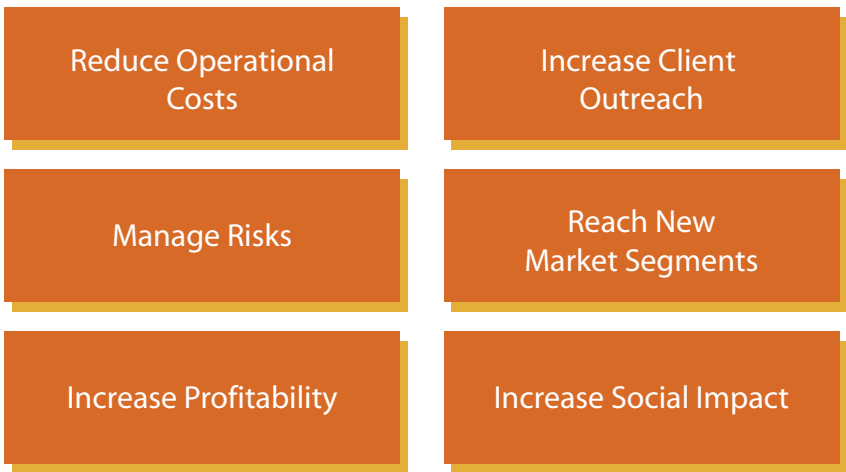 Reduce Operational
Costs
Increase Client
Outreach
Manage Risks
Reach New
Market Segments
Increase Profitability
Increase Social Impact